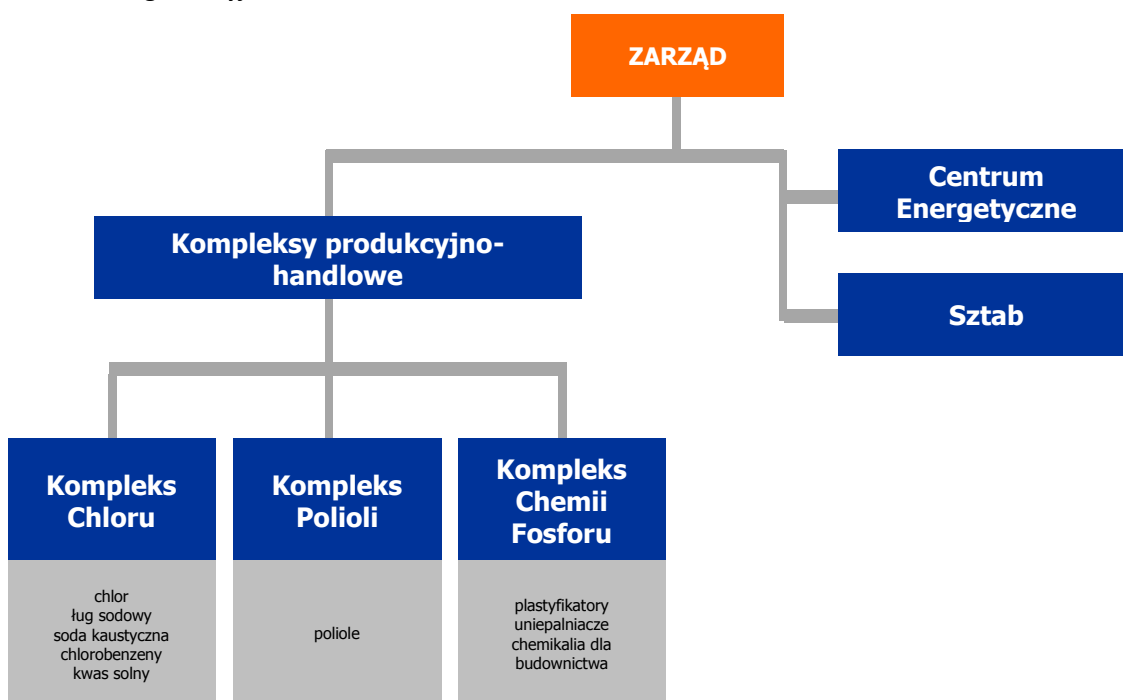 ZARZĄD
Centrum
Energetyczne
Kompleksy produkcyjno-
handlowe
Sztab
Kompleks
Chloru
Kompleks
Polioli
Kompleks
Chemii
Fosforu
chlor
ług sodowy
soda kaustyczna
chlorobenzeny
kwas solny
poliole
plastyfikatory
uniepalniacze
chemikalia dla
budownictwa